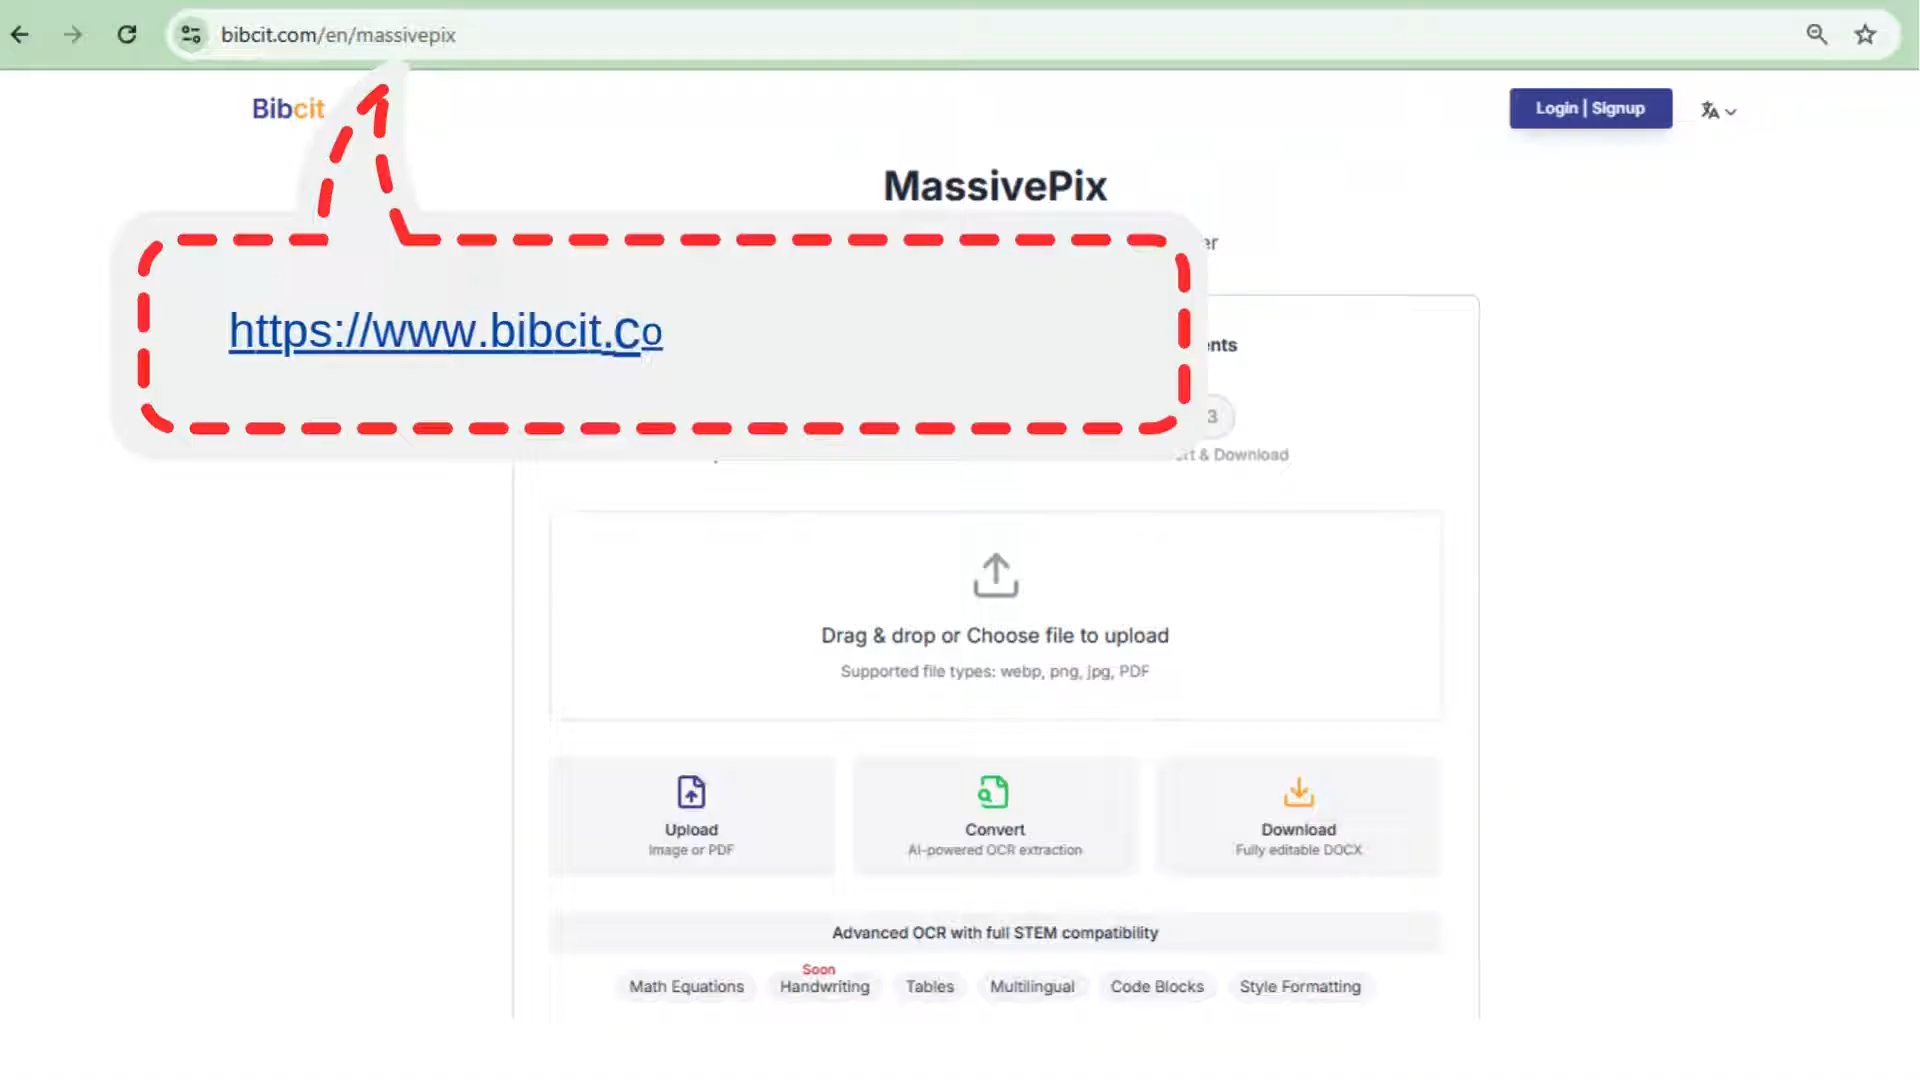 bibcit.com/en/massivepix
Bibcit
Login | Signup
MassivePix
https://www.bibcit.co
3
& Download
Drag & drop or Choose file to upload
Supported file types: webp, png, jpg, PDF
Upload
Image or PDF
Convert
AI-powered OCR extraction
Download
Fully editable DOCX
Advanced OCR with full STEM compatibility
Soon
Math Equations Handwriting Tables Multilingual Code Blocks Style Formatting